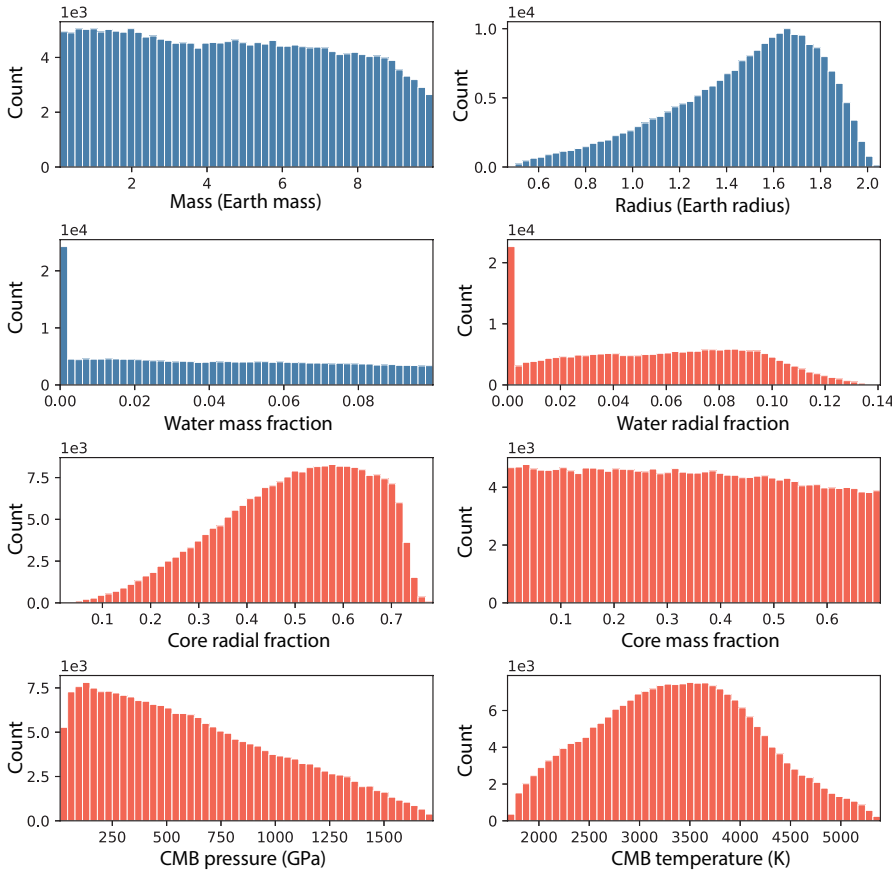 1e3
Count
4
2
0
2 4 6 8
Mass (Earth mass)
1e4
Count
1.0
0.5
0.0
0.6 0.8 1.0 1.2 1.4 1.6 1.8 2.0
Radius (Earth radius)
1e4
Count
2
1
0
0.00 0.02 0.04 0.06 0.08
Water mass fraction
1e4
Count
2
1
0
0.00 0.02 0.04 0.06 0.08 0.10 0.12 0.14
Water radial fraction
1e3
Count
7.5
5.0
2.5
0.0
0.1 0.2 0.3 0.4 0.5 0.6 0.7
Core radial fraction
1e3
Count
4
2
0
0.1 0.2 0.3 0.4 0.5 0.6
Core mass fraction
1e3
Count
7.5
5.0
2.5
0.0
250 500 750 1000 1250 1500
CMB pressure (GPa)
1e3
Count
6
4
2
0
2000 2500 3000 3500 4000 4500 5000
CMB temperature (K)